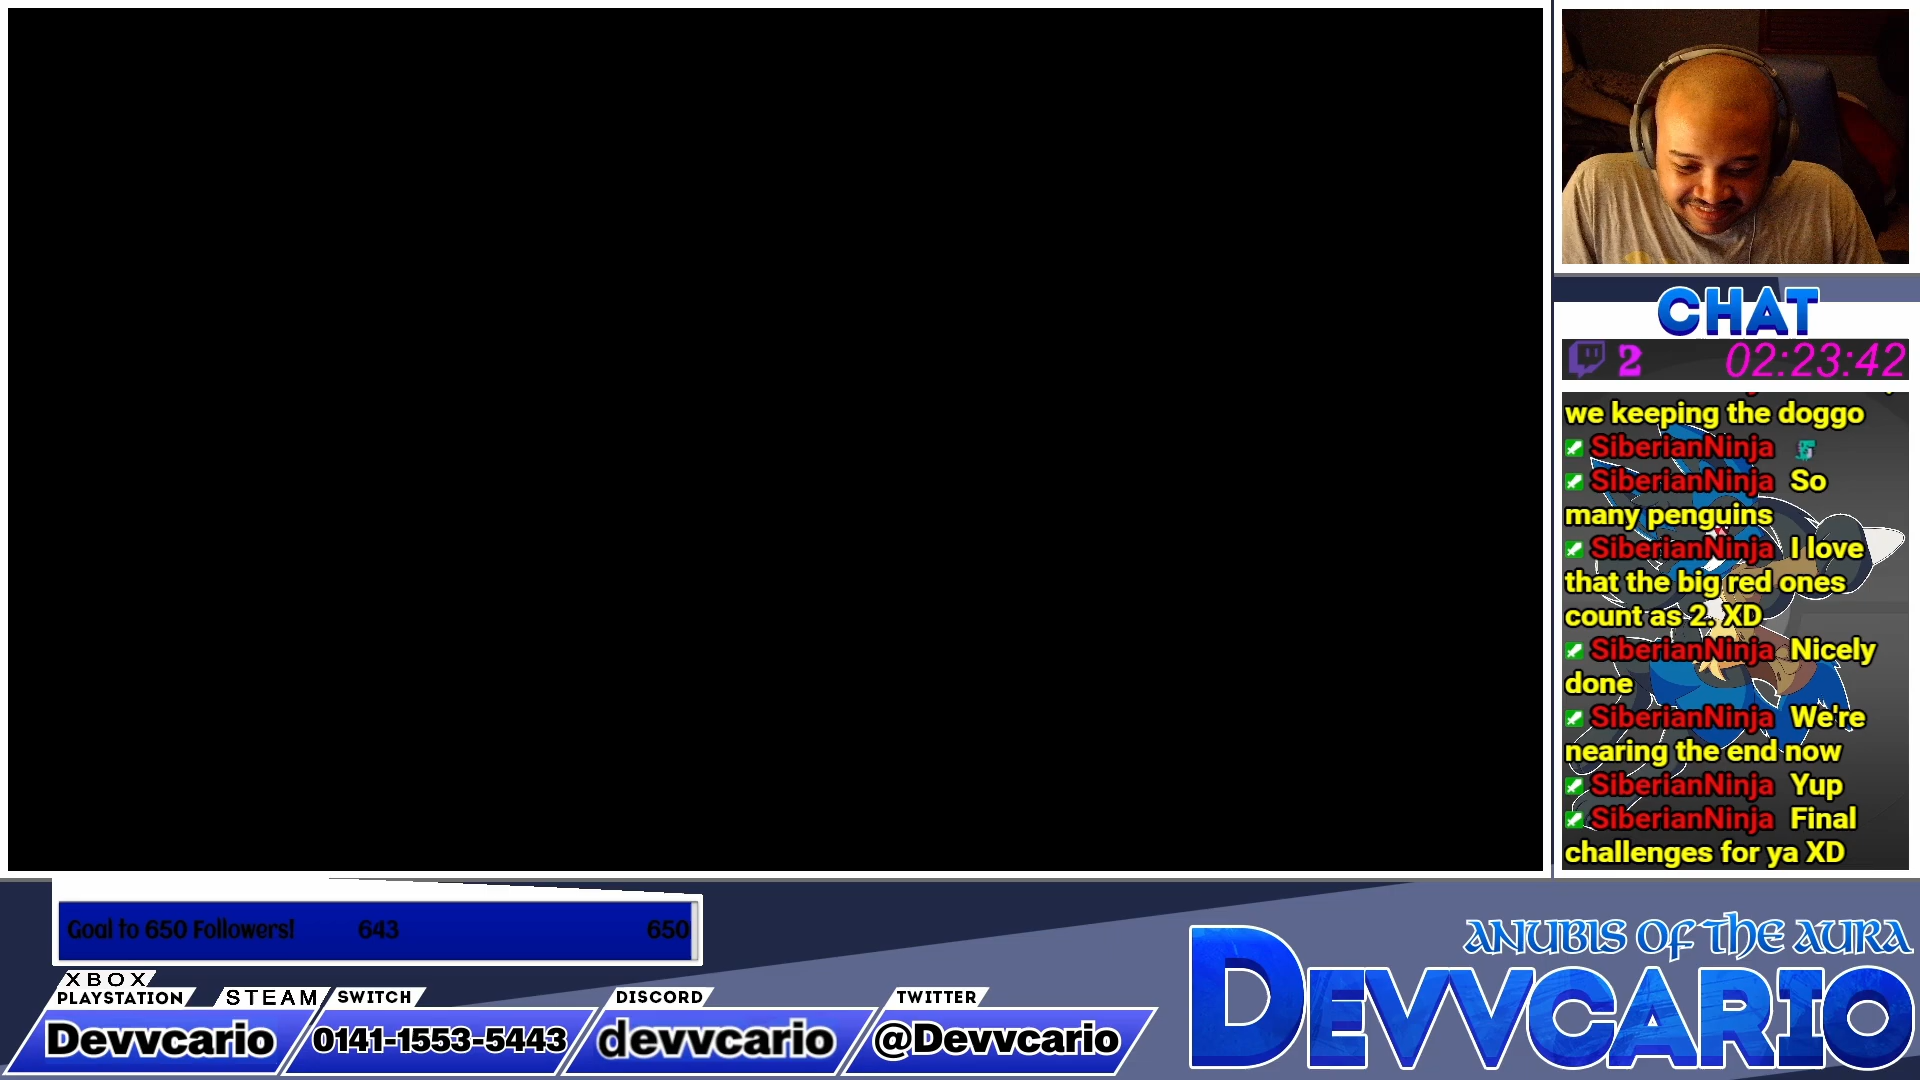 CHAT
2 02:23:42
we keeping the doggo
SiberianNinja
SiberianNinja So
many penguins
SiberianNinja I love
that the big red ones
count as 2. XD
SiberianNinja Nicely
done
SiberianNinja We're
nearing the end now
SiberianNinja Yup
SiberianNinja Final
challenges for ya XD
Goal to 650 Followers! 643 650
XBOX
PLAYSTATION STEAM SWITCH DISCORD TWITTER
Devvcario 0141-1553-5443 devvcario @Devvcario
ANUBIS OF THE AURA
DEVVCARIO